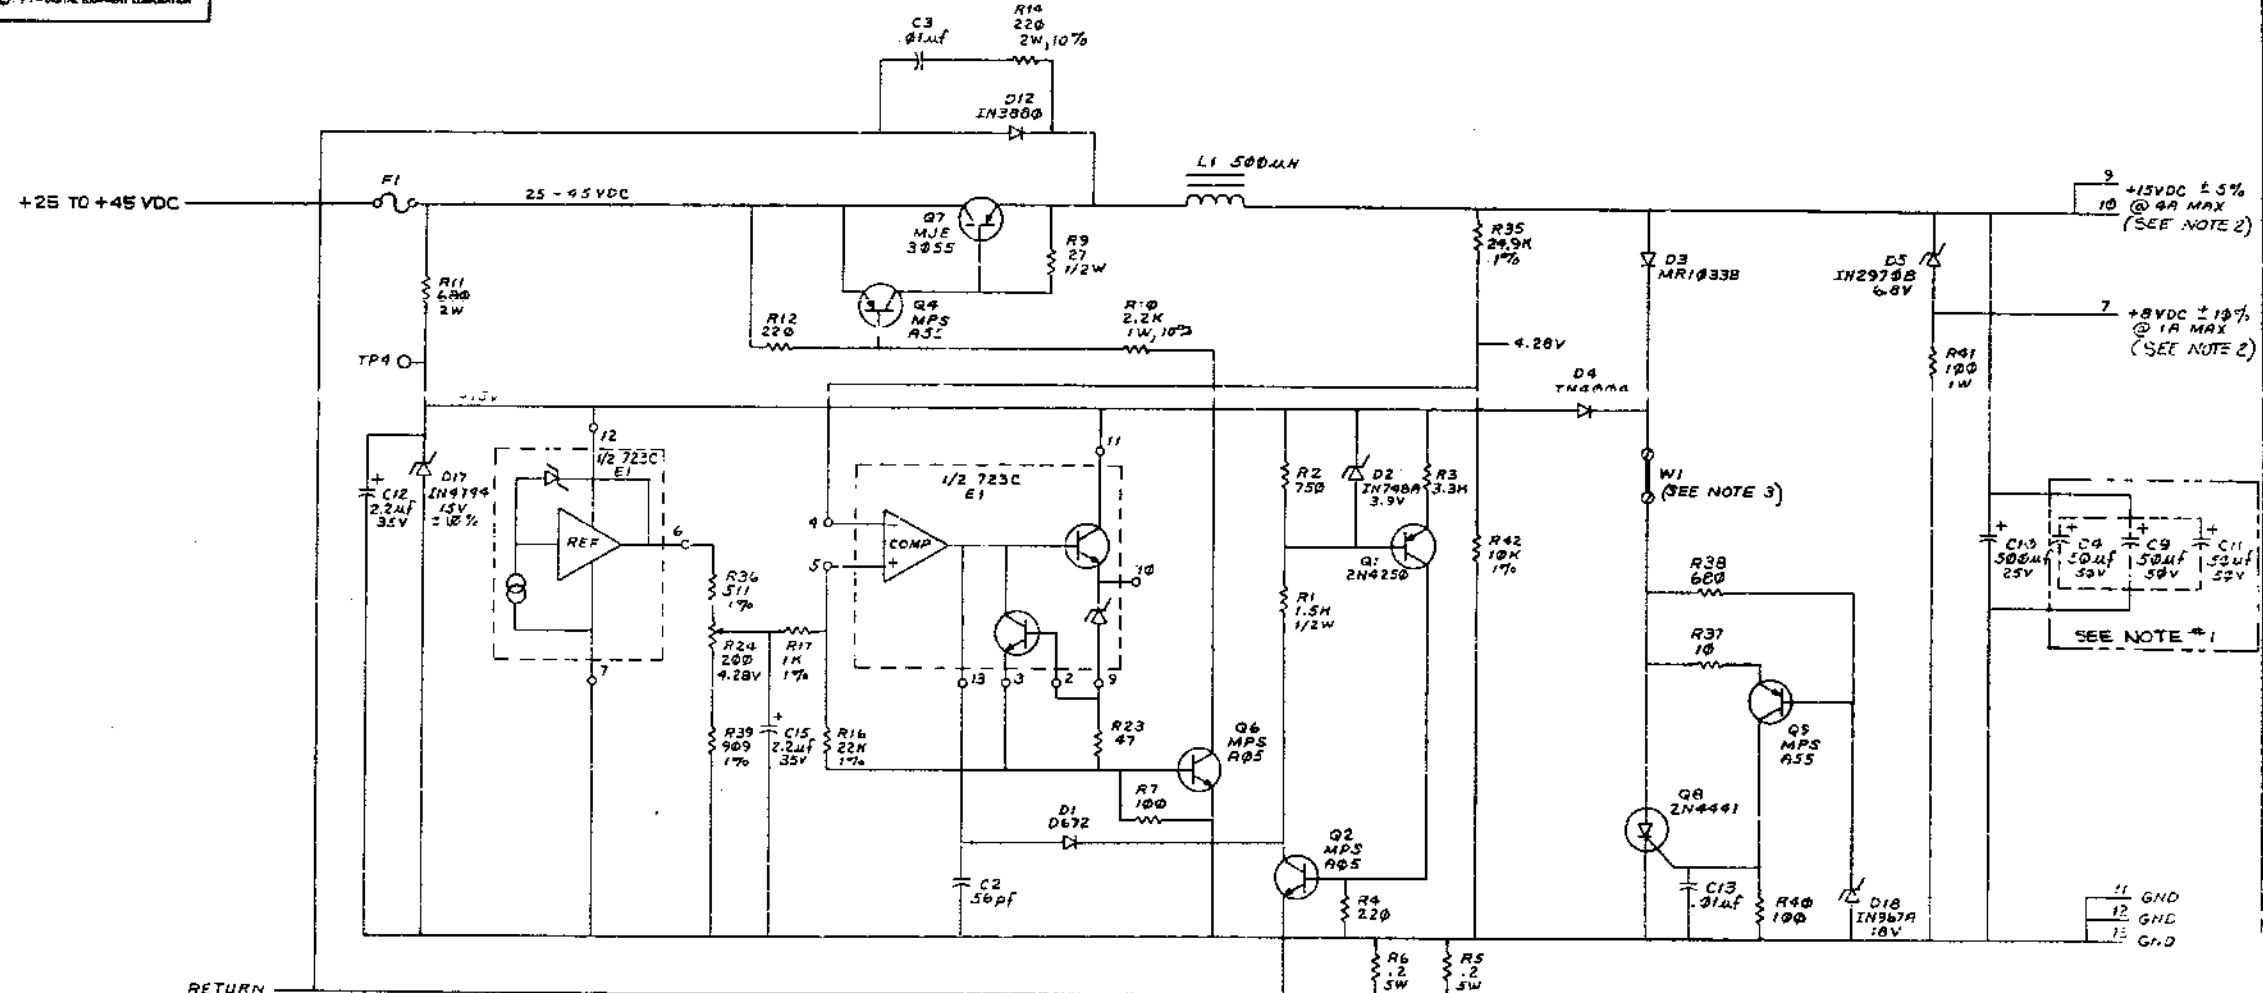 C3
.01uf
R14
220
2W, 10%
D12
IN3880
L1 500uH
+25 TO +45 VDC
F1
25-45VDC
Q7
MJE
3055
R9
27
1/2W
R11
680
2W
Q4
MPS
A55
R12
220
R10
2.2K
1W, 10%
R35
24.9K
1%
4.28V
D3
MR1033B
D5
IN2970B
6.8V
9
10
+15VDC ± 5%
@ 4A MAX
(SEE NOTE 2)
7
+8VDC ± 10%
@ 1A MAX
(SEE NOTE 2)
R41
100
1W
TP4
+15V
D4
12
1/2 723C
E1
REF
6
7
C12
2.2uf
35V
D17
IN4744
15V
± 10%
R36
511
1%
R24
200
4.28V
R17
1K
1%
R39
909
1%
C15
2.2uf
35V
R16
22K
1%
1/2 723C
E1
11
4
5
COMP
10
13
3
2
9
R23
47
Q6
MPS
A05
R7
100
D1
D672
C2
56pf
R2
750
D2
IN748A
3.9V
R3
3.3K
Q1
2N4250
R1
1.5K
1/2W
R42
10K
1%
Q2
MPS
A05
R4
220
R6
.2
5W
R5
.2
5W
W1
(SEE NOTE 3)
R38
680
R37
10
Q9
MPS
A55
Q8
2N4441
C13
.01uf
R40
100
D18
IN967A
18V
500uf
25V
C4
50uf
50V
C9
50uf
50V
C11
50uf
50V
SEE NOTE #1
11 GND
12 GND
13 GND
RETURN